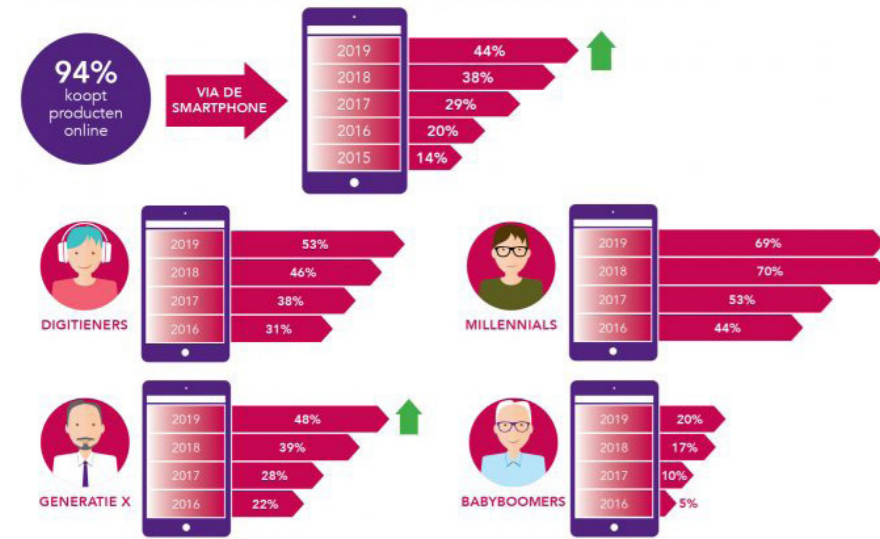 94%
koopt
producten
online
VIA DE
SMARTPHONE
2019 44%
2018 38%
2017 29%
2016 20%
2015 14%
DIGITIENERS
2019 53%
2018 46%
2017 38%
2016 31%
MILLENNIALS
2019 69%
2018 70%
2017 53%
2016 44%
GENERATIE X
2019 48%
2018 39%
2017 28%
2016 22%
BABYBOOMERS
2019 20%
2018 17%
2017 10%
2016 5%